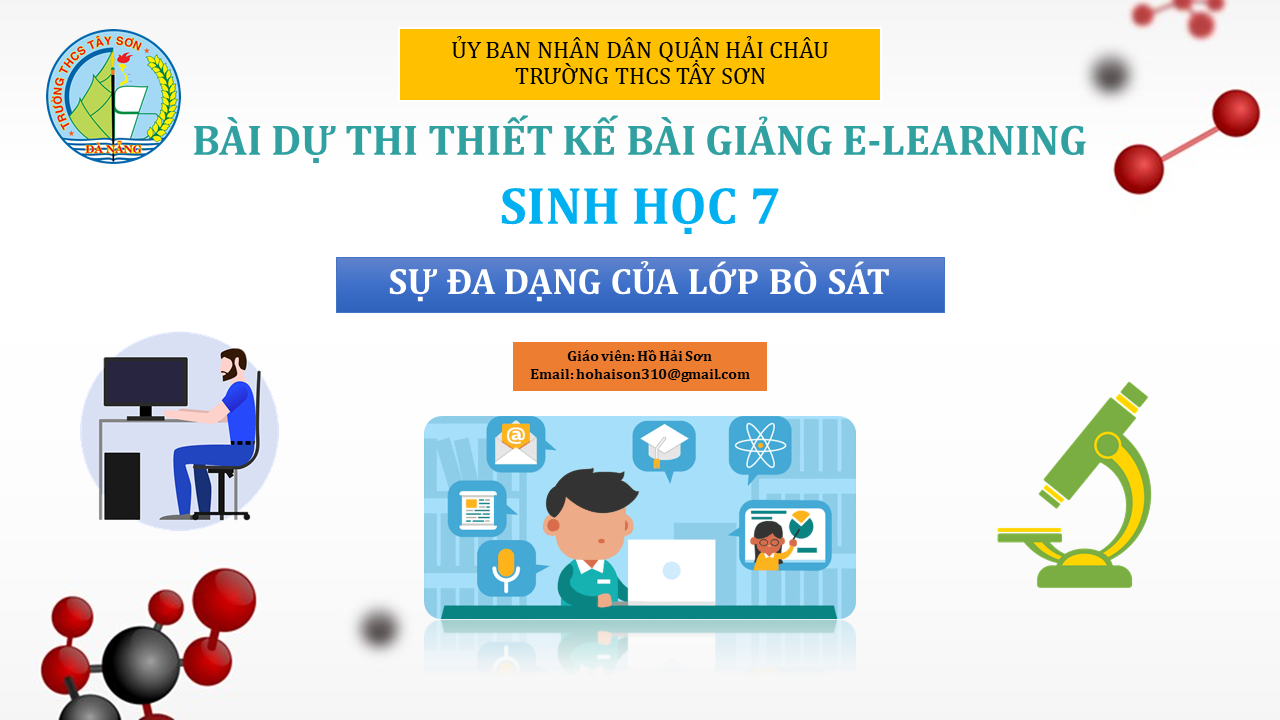 TRƯỜNG THCS TÂY SƠN
ĐÀ NẴNG
ỦY BAN NHÂN DÂN QUẬN HẢI CHÂU
TRƯỜNG THCS TÂY SƠN
BÀI DỰ THI THIẾT KẾ BÀI GIẢNG E-LEARNING
SINH HỌC 7
SỰ ĐA DẠNG CỦA LỚP BÒ SÁT
Giáo viên: Hồ Hải Sơn
Email: hohaison310@gmail.com